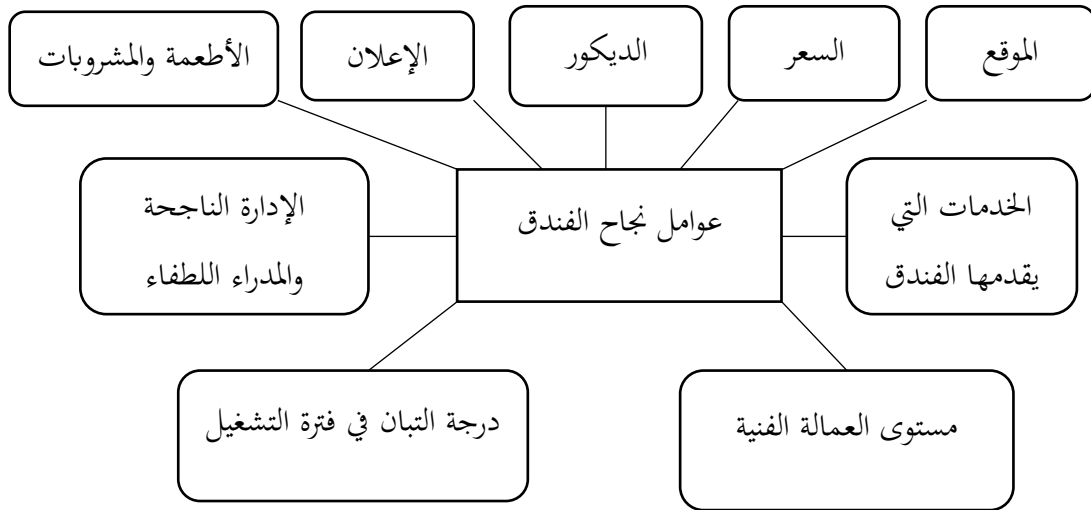 الموقع
السعر
الديكور
الإعلان
الأطعمة والمشروبات
عوامل نجاح الفندق
الخدمات التي
يقدمها الفندق
الإدارة الناجحة
والمدراء اللطفاء
مستوى العمالة الفنية
درجة التبان في فترة التشغيل